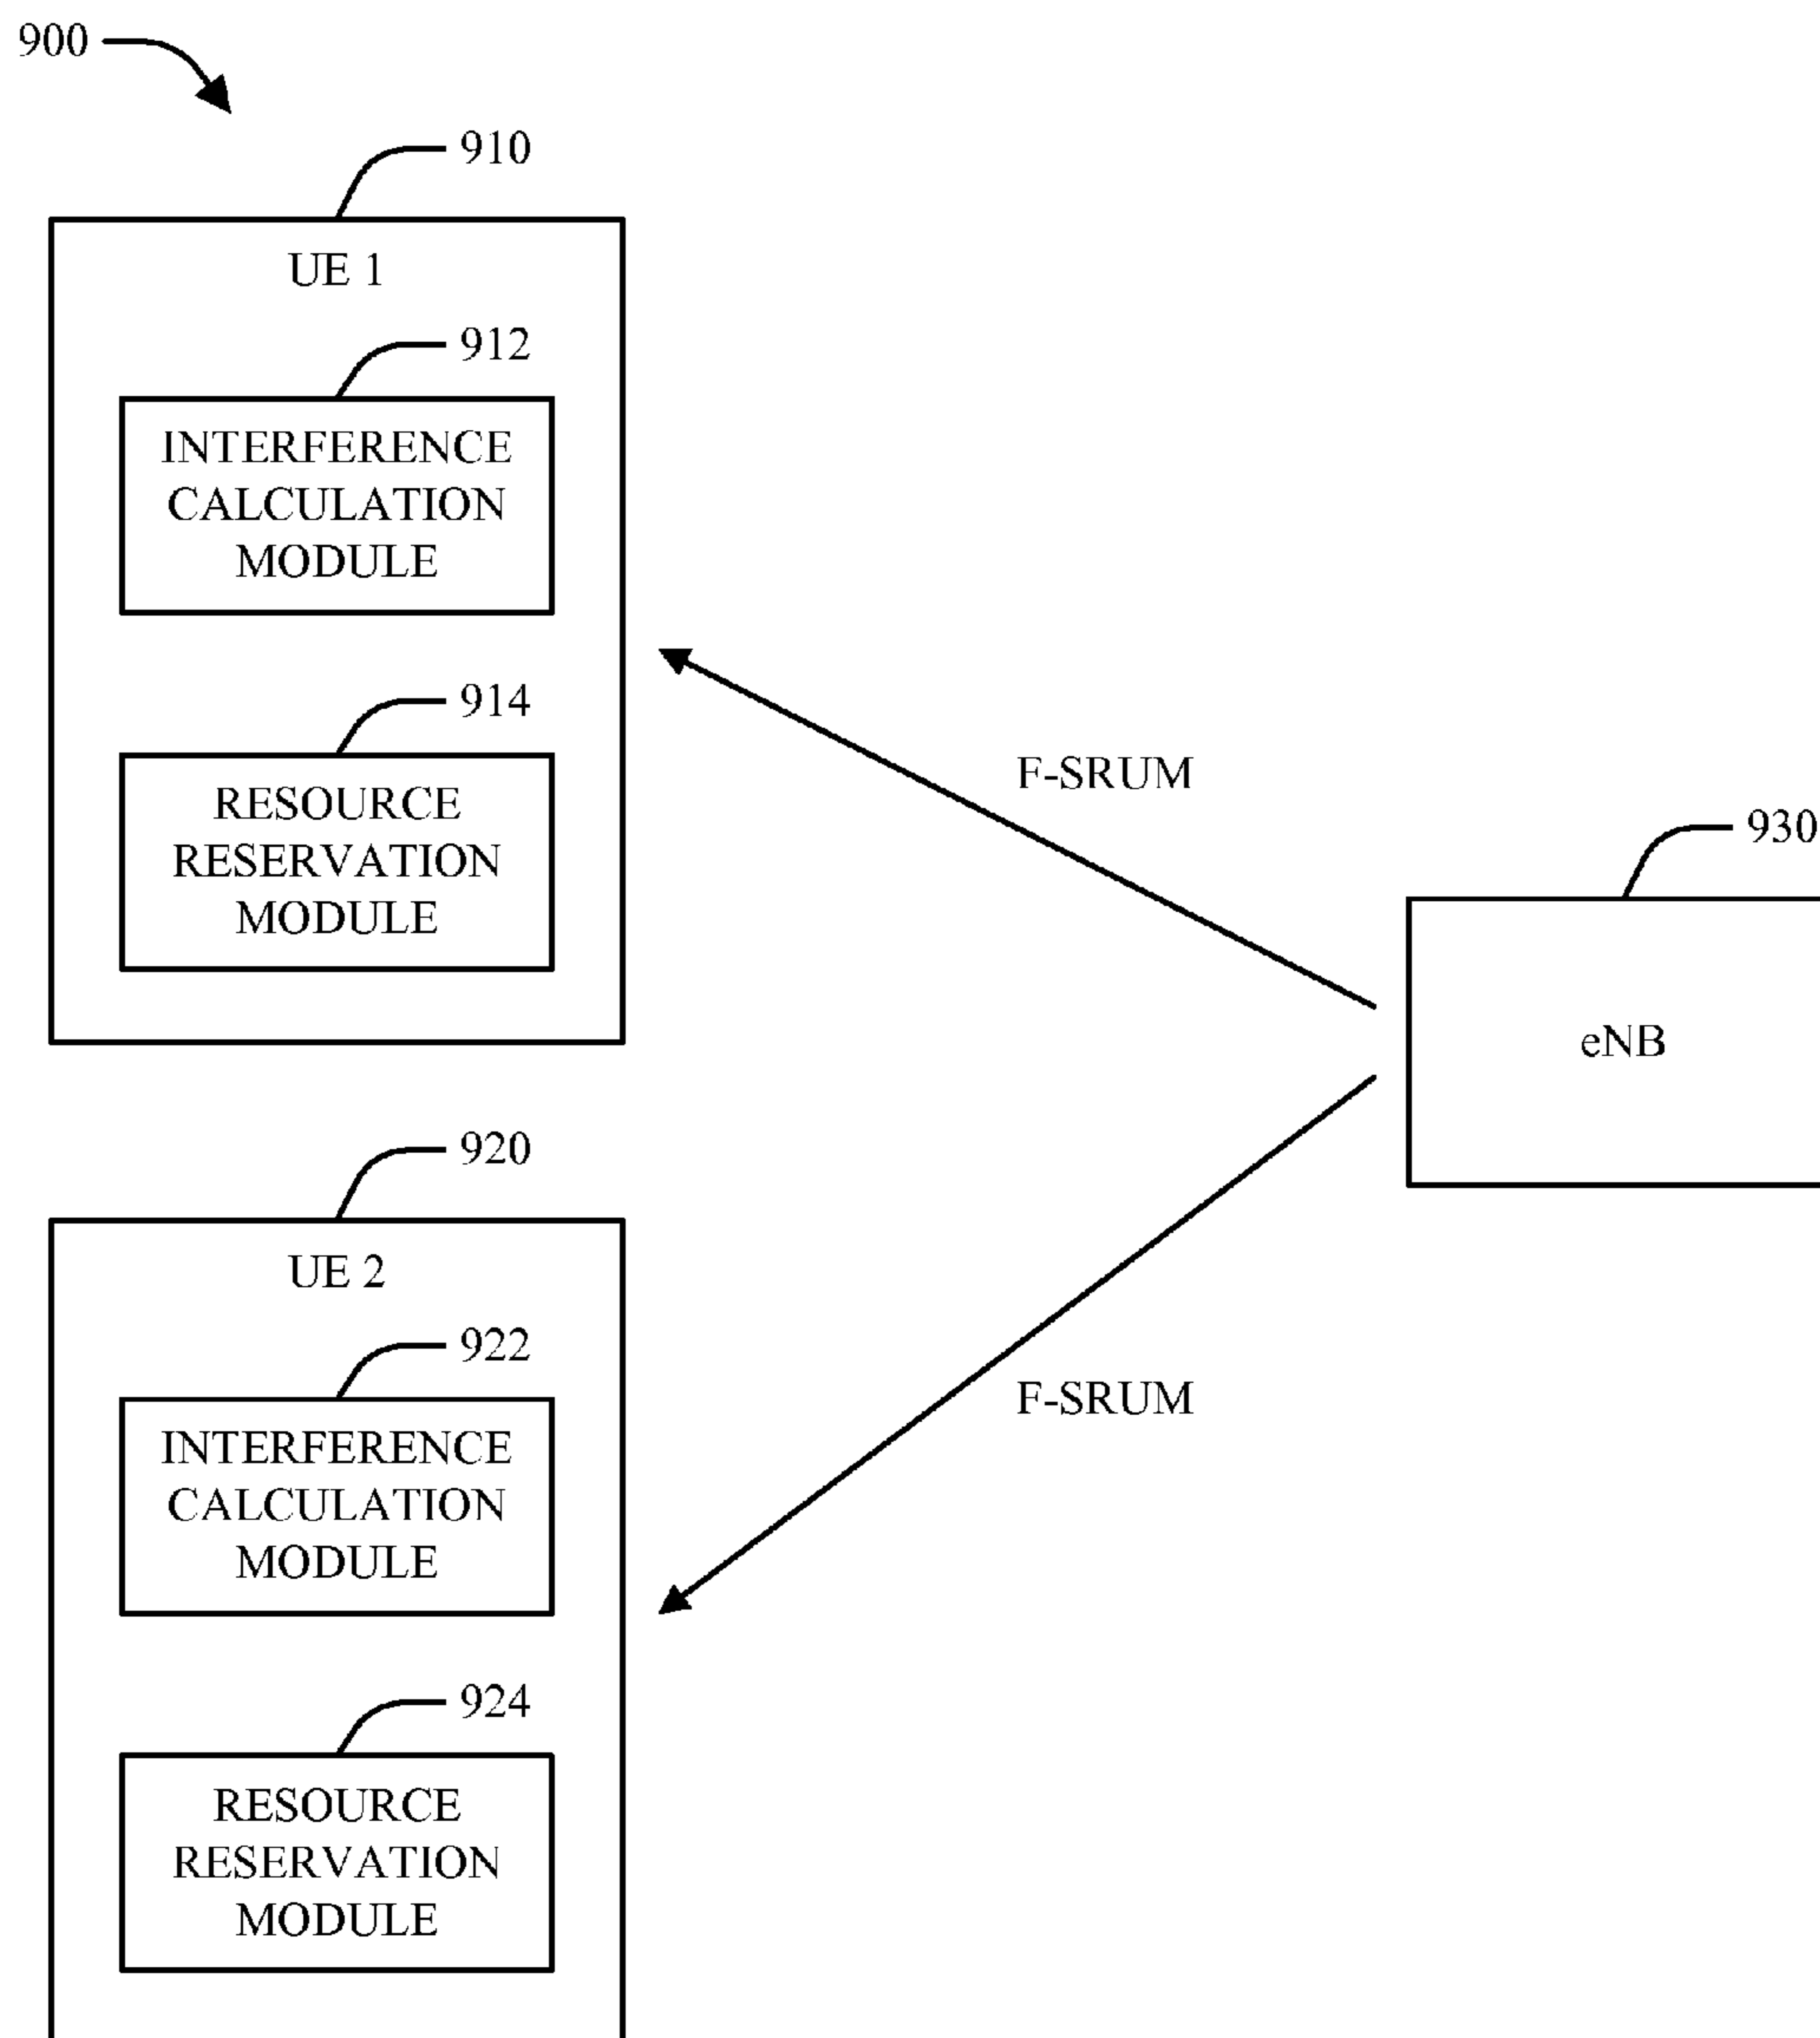 900
910
UE 1
912
INTERFERENCE
CALCULATION
MODULE
914
RESOURCE
RESERVATION
MODULE
F-SRUM
930
eNB
920
UE 2
922
INTERFERENCE
CALCULATION
MODULE
F-SRUM
924
RESOURCE
RESERVATION
MODULE